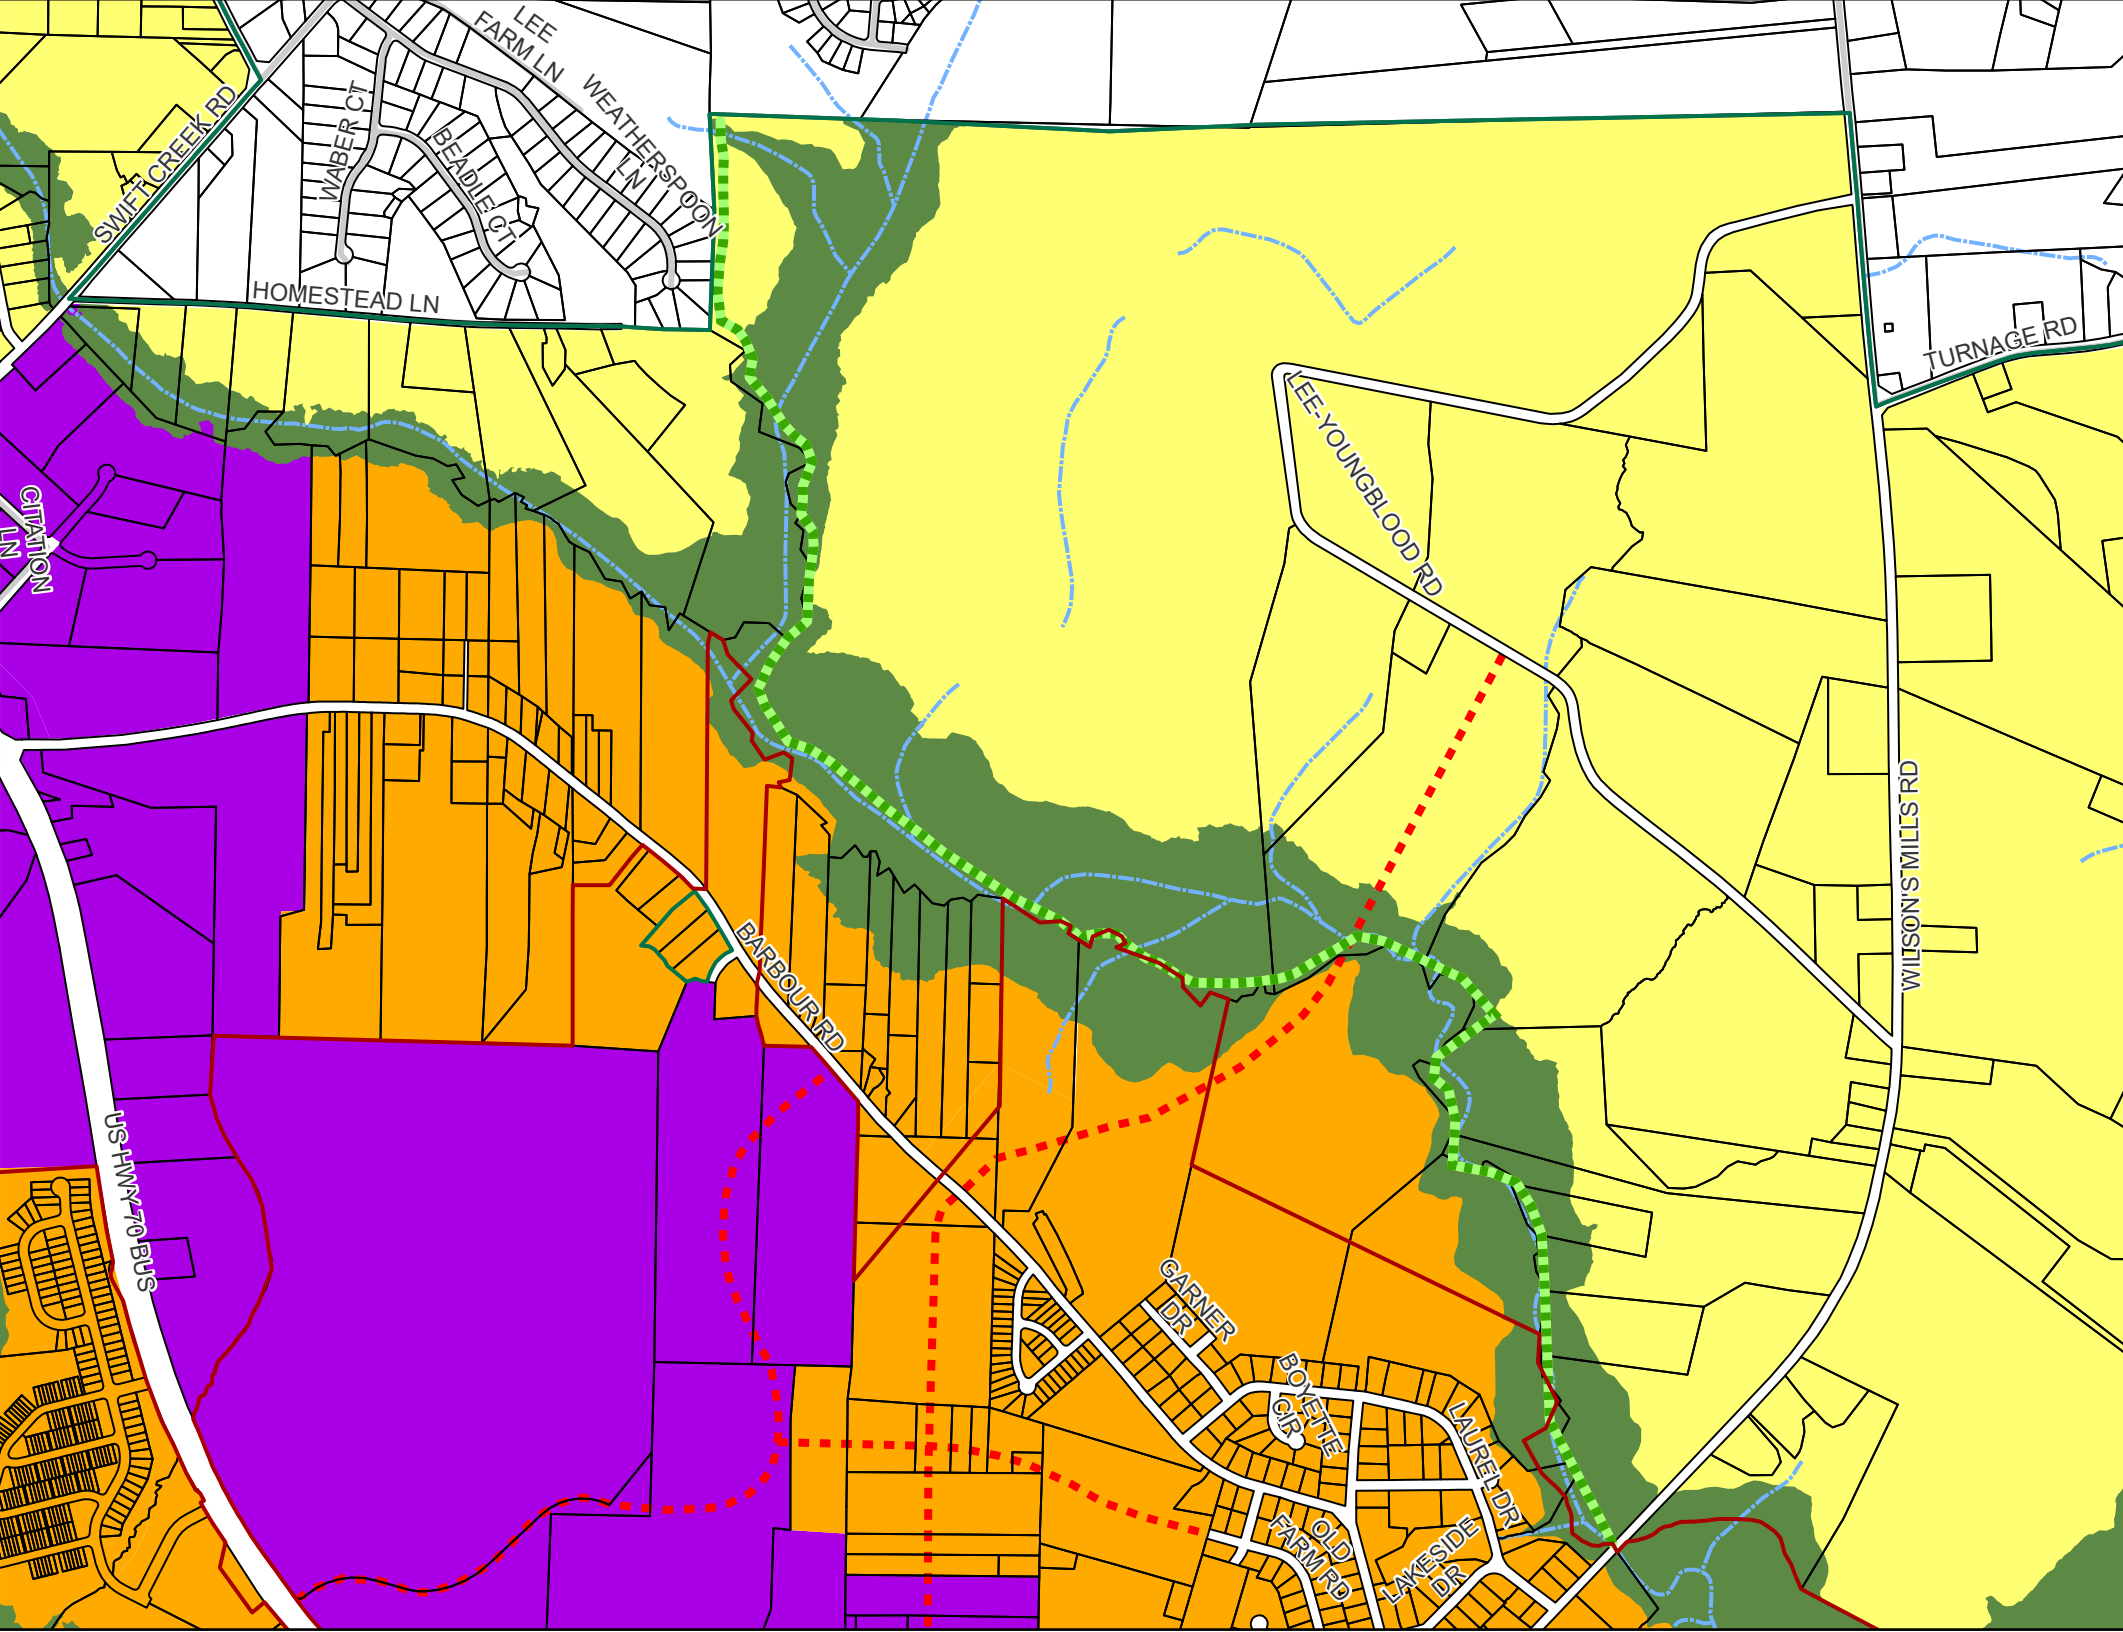 LEE
FARM LN
WEATHERSPOON
LN
WABER CT
BEADLE CT
SWIFT CREEK RD
HOMESTEAD LN
TURNAGE RD
LEE-YOUNGBLOOD RD
CITATION
LN
WILSON'S MILLS RD
BARBOUR RD
US HWY 70 BUS
GARNER
DR
BOYETTE
CIR
LAUREL DR
OLD
FARM RD
LAKESIDE
DR